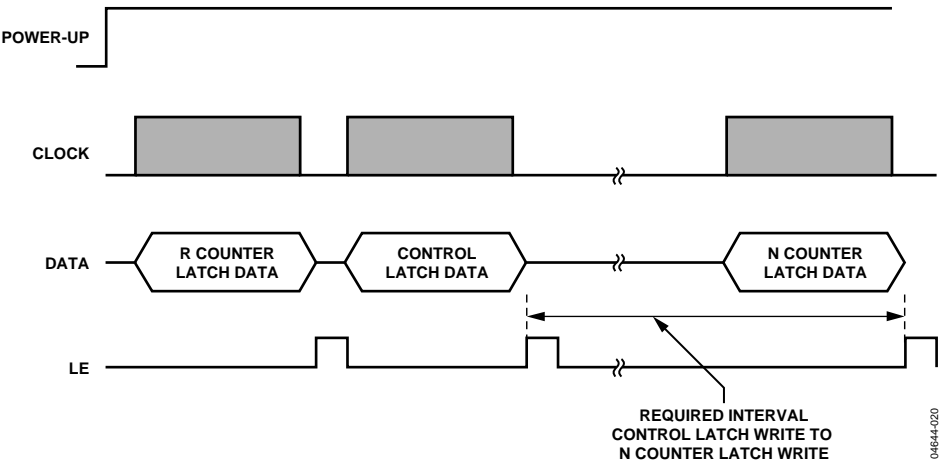 POWER-UP
CLOCK
DATA
R COUNTER
LATCH DATA
CONTROL
LATCH DATA
N COUNTER
LATCH DATA
LE
REQUIRED INTERVAL
CONTROL LATCH WRITE TO
N COUNTER LATCH WRITE
04644-020